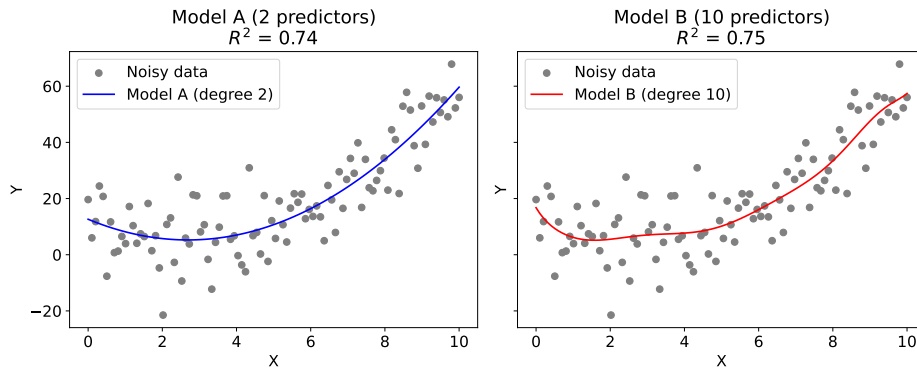 Model A (2 predictors)
R² = 0.74
Noisy data
Model A (degree 2)
Y
60
40
20
0
−20
0
2
4
6
8
10
X
Model B (10 predictors)
R² = 0.75
Noisy data
Model B (degree 10)
Y
0
2
4
6
8
10
X